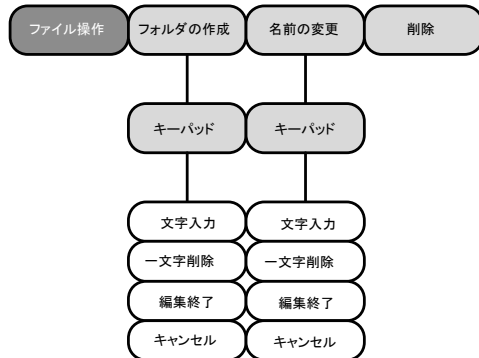 ファイル操作
フォルダの作成
名前の変更
削除
キーパッド
キーパッド
文字入力
文字入力
一文字削除
一文字削除
編集終了
編集終了
キャンセル
キャンセル